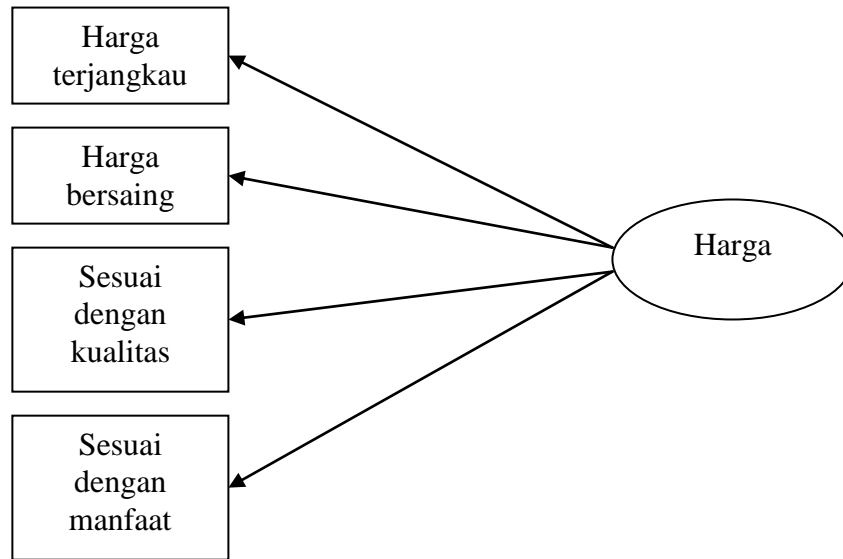 Harga
terjangkau
Harga
bersaing
Sesuai
dengan
kualitas
Sesuai
dengan
manfaat
Harga